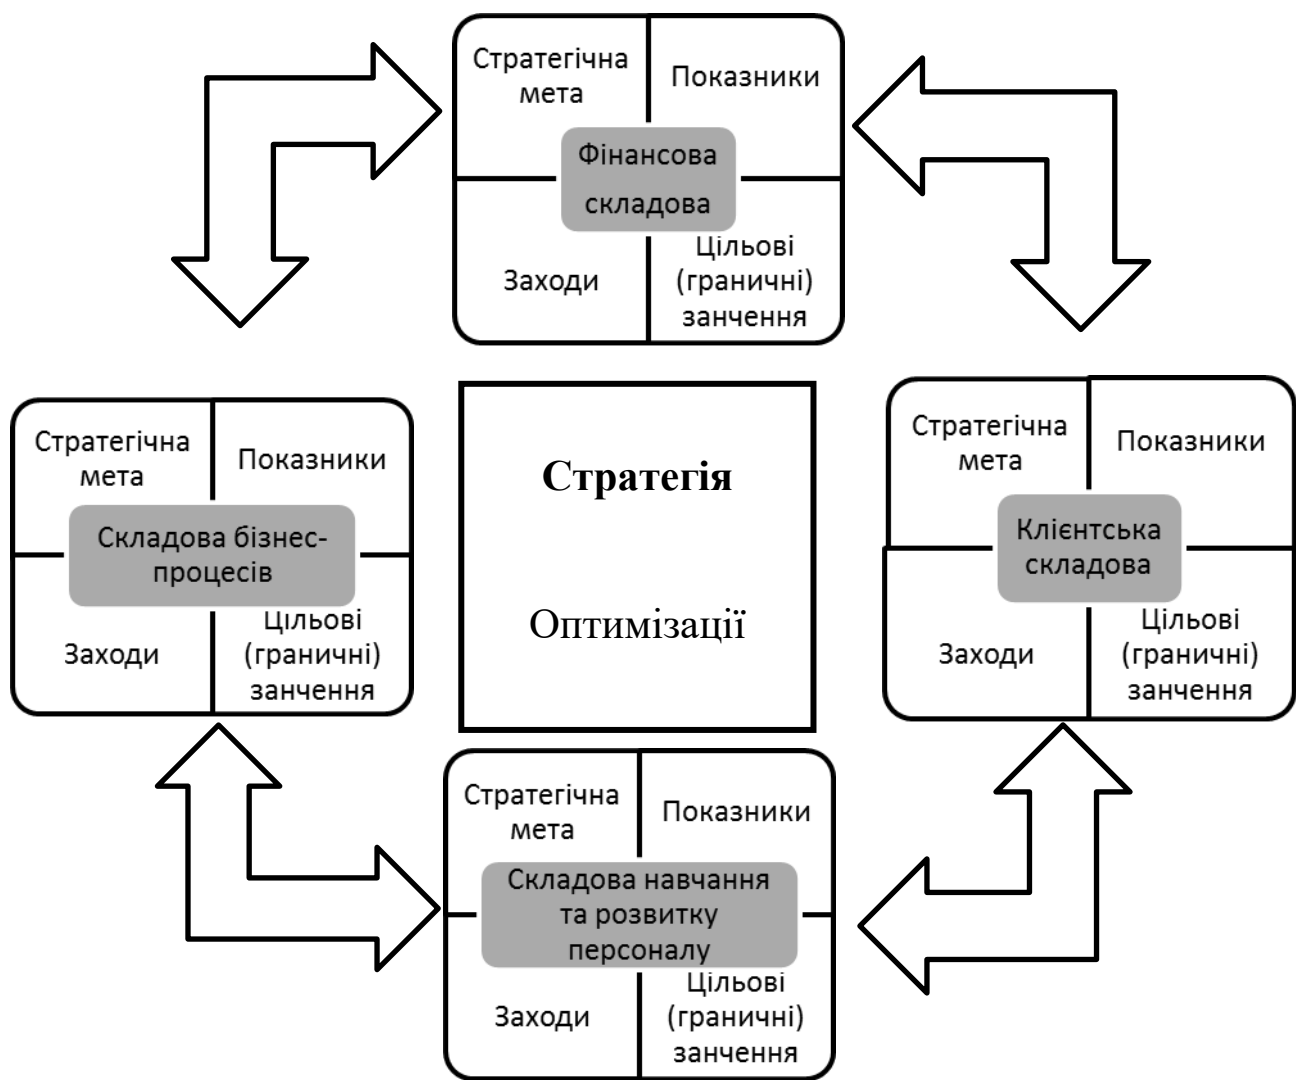 Стратегічна
мета
Показники
Фінансова
складова
Заходи
Цільові
(граничні)
занчення
Стратегічна
мета
Показники
Складова бізнес-
процесів
Заходи
Цільові
(граничні)
занчення
Стратегія
Оптимізації
Стратегічна
мета
Показники
Клієнтська
складова
Заходи
Цільові
(граничні)
занчення
Стратегічна
мета
Показники
Складова навчання
та розвитку
персоналу
Заходи
Цільові
(граничні)
занчення